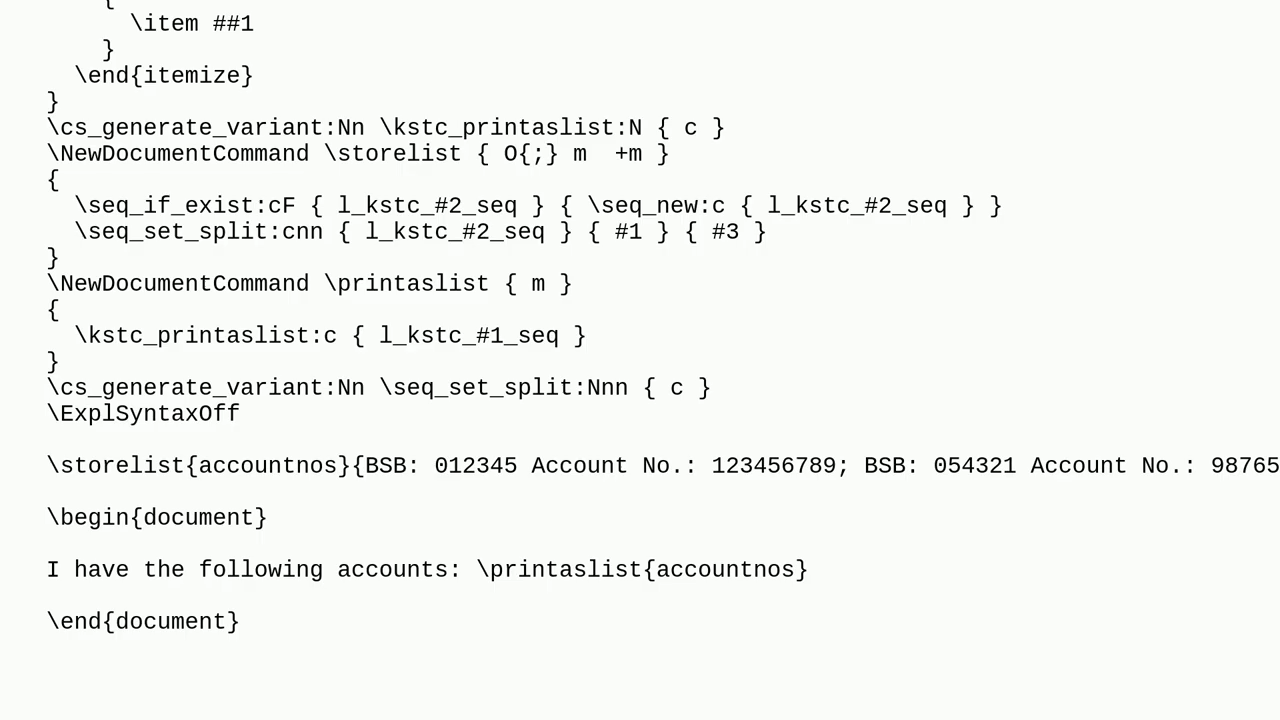 {
\item ##1
}
\end{itemize}
}
\cs_generate_variant:Nn \kstc_printaslist:N { c }
\NewDocumentCommand \storelist { O{;} m  +m }
{
\seq_if_exist:cF { l_kstc_#2_seq } { \seq_new:c { l_kstc_#2_seq } }
\seq_set_split:cnn { l_kstc_#2_seq } { #1 } { #3 }
}
\NewDocumentCommand \printaslist { m }
{
\kstc_printaslist:c { l_kstc_#1_seq }
}
\cs_generate_variant:Nn \seq_set_split:Nnn { c }
\ExplSyntaxOff
\storelist{accountnos}{BSB: 012345 Account No.: 123456789; BSB: 054321 Account No.: 98765
\begin{document}
I have the following accounts: \printaslist{accountnos}
\end{document}